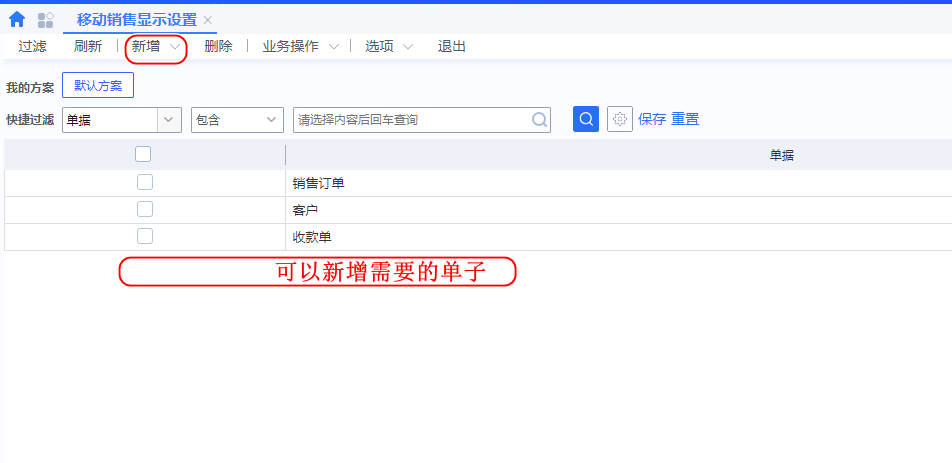 移动销售显示设置
过滤 刷新 新增 删除 业务操作 选项 退出
我的方案 默认方案
快捷过滤 单据 包含 请选择内容后回车查询 保存 重置
单据
销售订单
客户
收款单
可以新增需要的单子